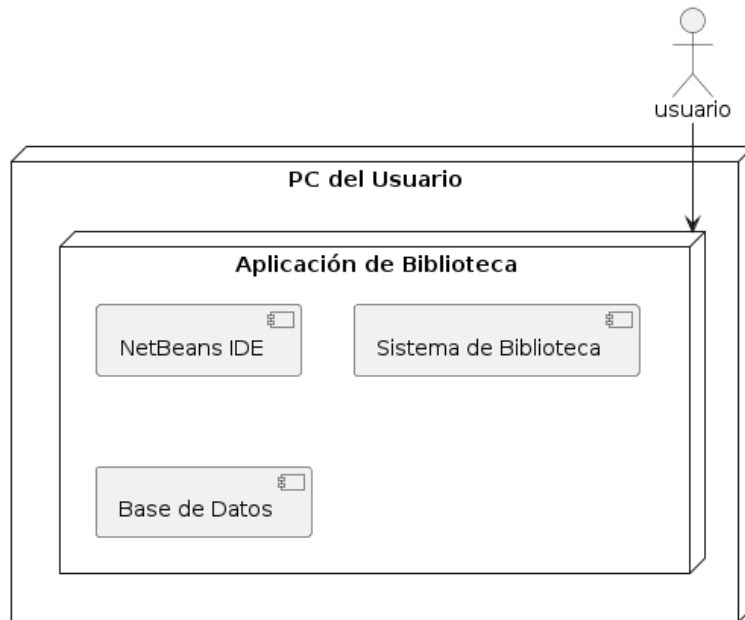 usuario
PC del Usuario
Aplicación de Biblioteca
NetBeans IDE
Sistema de Biblioteca
Base de Datos